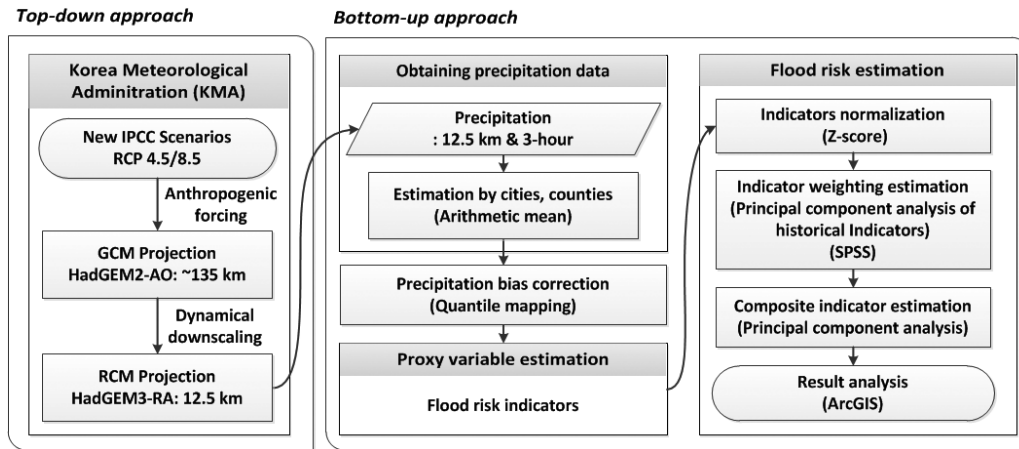 Top-down approach
Korea Meteorological
Adminitration (KMA)
New IPCC Scenarios
RCP 4.5/8.5
Anthropogenic
forcing
GCM Projection
HadGEM2-AO: ~135 km
Dynamical
downscaling
RCM Projection
HadGEM3-RA: 12.5 km
Bottom-up approach
Obtaining precipitation data
Precipitation
: 12.5 km & 3-hour
Estimation by cities, counties
(Arithmetic mean)
Precipitation bias correction
(Quantile mapping)
Proxy variable estimation
Flood risk indicators
Flood risk estimation
Indicators normalization
(Z-score)
Indicator weighting estimation
(Principal component analysis of
historical Indicators)
(SPSS)
Composite indicator estimation
(Principal component analysis)
Result analysis
(ArcGIS)